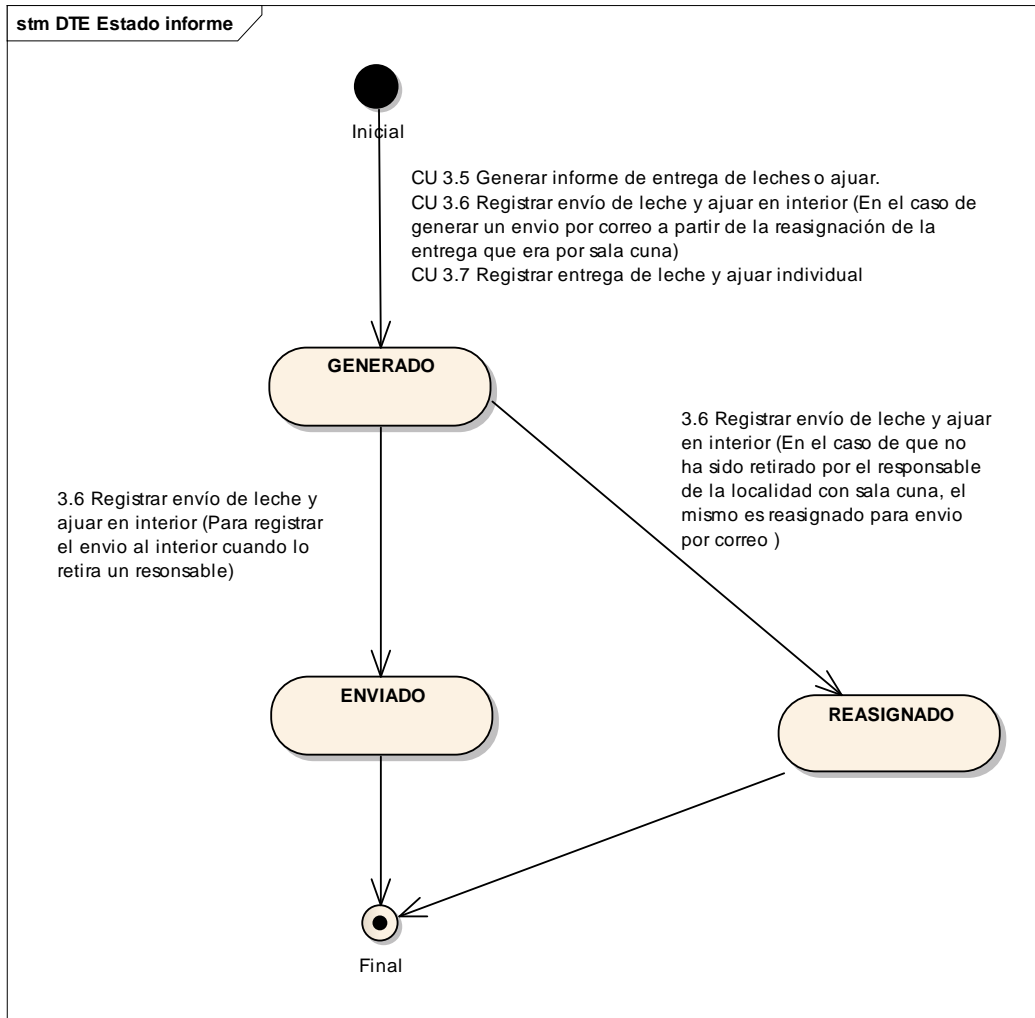 stm DTE Estado informe
Inicial
CU 3.5 Generar informe de entrega de leches o ajuar.
CU 3.6 Registrar envío de leche y ajuar en interior (En el caso de
generar un envio por correo a partir de la reasignación de la
entrega que era por sala cuna)
CU 3.7 Registrar entrega de leche y ajuar individual
GENERADO
3.6 Registrar envío de leche y ajuar
en interior (En el caso de que no
ha sido retirado por el responsable
de la localidad con sala cuna, el
mismo es reasignado para envio
por correo )
3.6 Registrar envío de leche y
ajuar en interior (Para registrar
el envio al interior cuando lo
retira un resonsable)
ENVIADO
REASIGNADO
Final